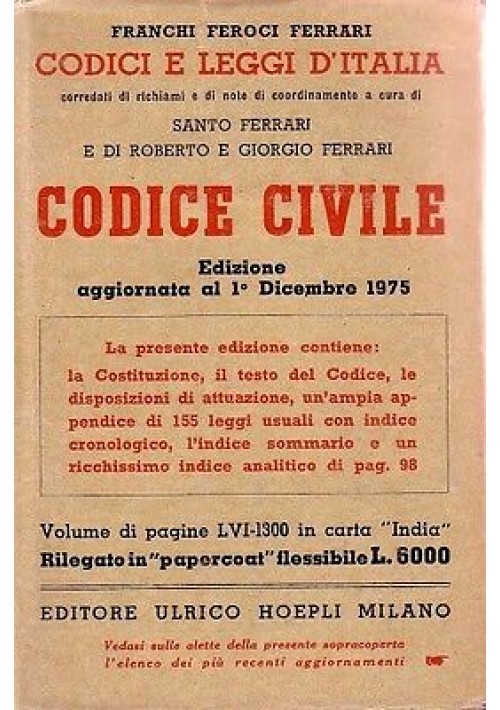 FRANCHI FEROCI FERRARI
CODICI E LEGGI D'ITALIA
corredati di richiami e di note di coordinamento a cura di
SANTO FERRARI
E DI ROBERTO E GIORGIO FERRARI
CODICE CIVILE
Edizione
aggiornata al 1º Dicembre 1975
La presente edizione contiene:
la Costituzione, il testo del Codice, le
disposizioni di attuazione, un'ampia ap-
pendice di 155 leggi usuali con indice
cronologico, l'indice sommario e un
ricchissimo indice analitico di pag. 98
Volume di pagine LVI-1300 in carta "India"
Rilegato in "papercoat" flessibile L. 6000
EDITORE ULRICO HOEPLI MILANO
Vedasi sulle alette della presente sopracoperta
l'elenco dei più recenti aggiornamenti